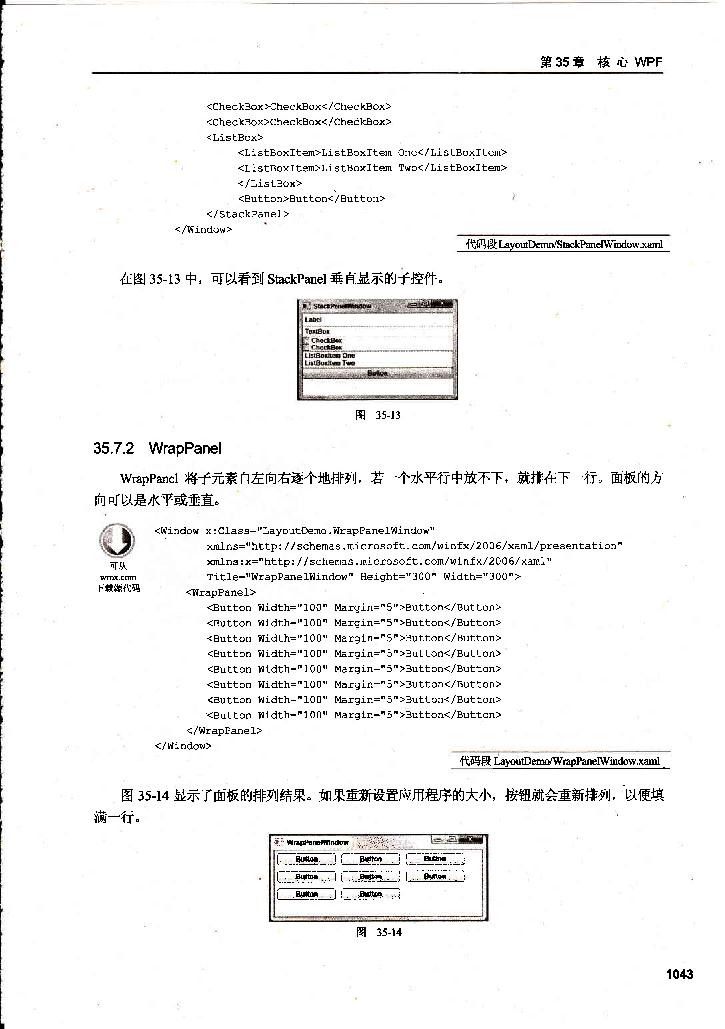 第35章 核心 WPF
<CheckBox>CheckBox</CheckBox>
<CheckBox>CheckBox</CheckBox>
<ListBox>
<ListBoxItem>ListBoxItem One</ListBoxItem>
<ListBoxItem>ListBoxItem Two</ListBoxItem>
</ListBox>
<Button>Button</Button>
</StackPanel>
</Window>
代码段 LayoutDemo/StackPanelWindow.xaml
在图 35-13 中，可以看到 StackPanel 垂直显示的子控件。
StackPanelWindow
Label
TextBox
CheckBox
CheckBox
ListBoxItem One
ListBoxItem Two
Button
图 35-13
35.7.2 WrapPanel
WrapPanel 将子元素自左向右逐个地排列，若一个水平行中放不下，就排在下一行。面板的方
向可以是水平或垂直。
可从
wrox.com
下载源代码
<Window x:Class="LayoutDemo.WrapPanelWindow"
xmlns="http://schemas.microsoft.com/winfx/2006/xaml/presentation"
xmlns:x="http://schemas.microsoft.com/winfx/2006/xaml"
Title="WrapPanelWindow" Height="300" Width="300">
<WrapPanel>
<Button Width="100" Margin="5">Button</Button>
<Button Width="100" Margin="5">Button</Button>
<Button Width="100" Margin="5">Button</Button>
<Button Width="100" Margin="5">Button</Button>
<Button Width="100" Margin="5">Button</Button>
<Button Width="100" Margin="5">Button</Button>
<Button Width="100" Margin="5">Button</Button>
<Button Width="100" Margin="5">Button</Button>
</WrapPanel>
</Window>
代码段 LayoutDemo/WrapPanelWindow.xaml
图 35-14 显示了面板的排列结果。如果重新设置应用程序的大小，按钮就会重新排列，以便填
满一行。
WrapPanelWindow
Button Button Button
Button Button Button
Button Button
图 35-14
1043